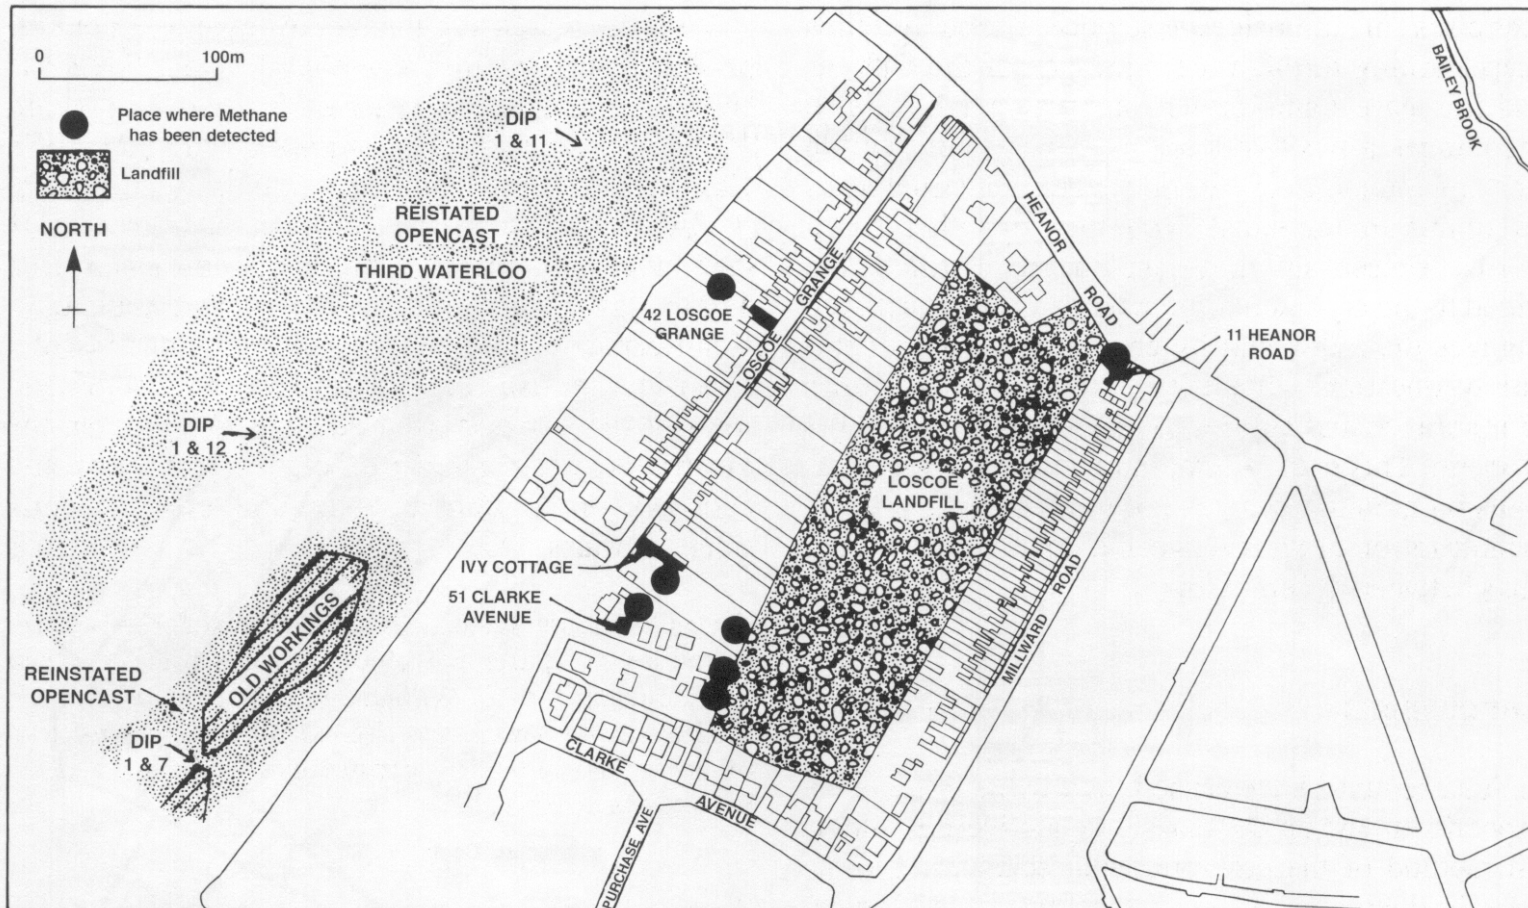 0 100m
Place where Methane
has been detected
Landfill
NORTH
DIP
1 & 11
REISTATED
OPENCAST
THIRD WATERLOO
DIP
1 & 12
OLD WORKINGS
REINSTATED
OPENCAST
DIP
1 & 7
42 LOSCOE
GRANGE
LOSCOE GRANGE
IVY COTTAGE
51 CLARKE
AVENUE
CLARKE AVENUE
PURCHASE AVE
LOSCOE
LANDFILL
MILLWARD ROAD
HEANOR ROAD
11 HEANOR
ROAD
BAILEY BROOK